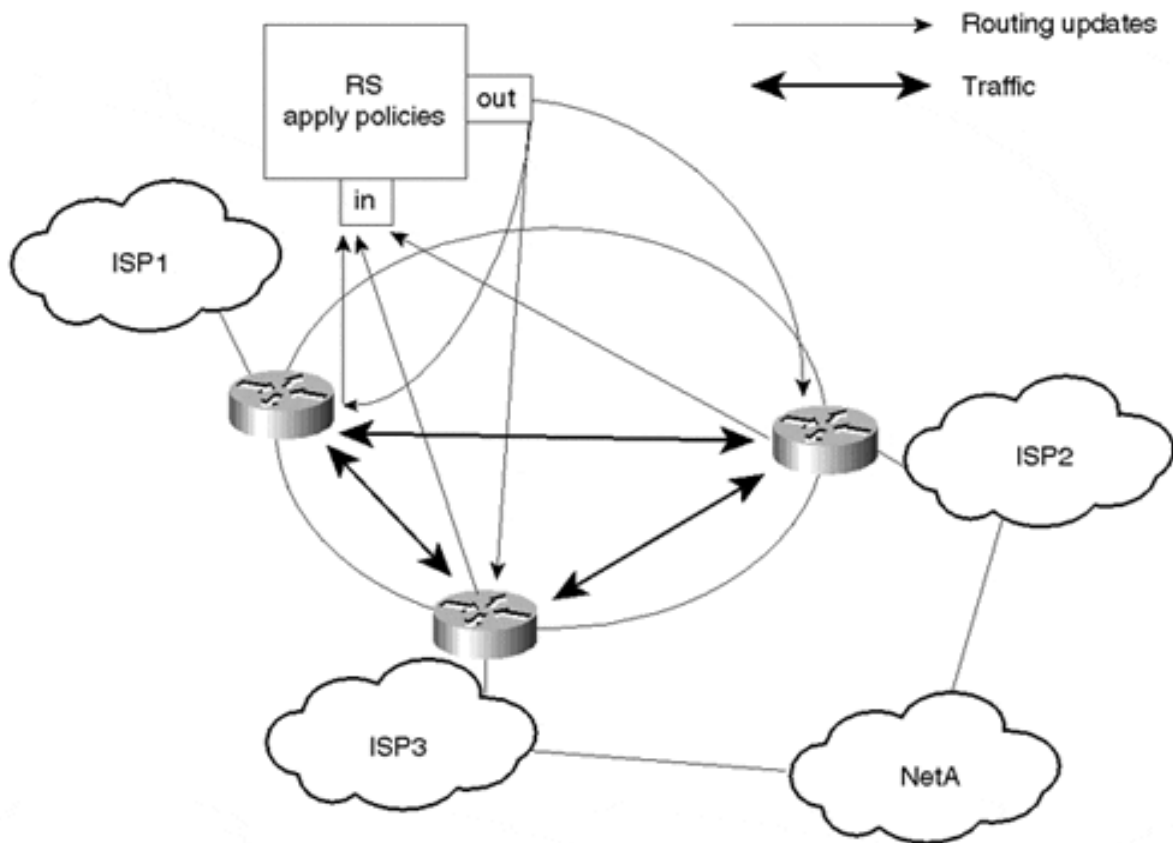 Routing updates
Traffic
RS
apply policies
out
in
ISP1
ISP2
ISP3
NetA